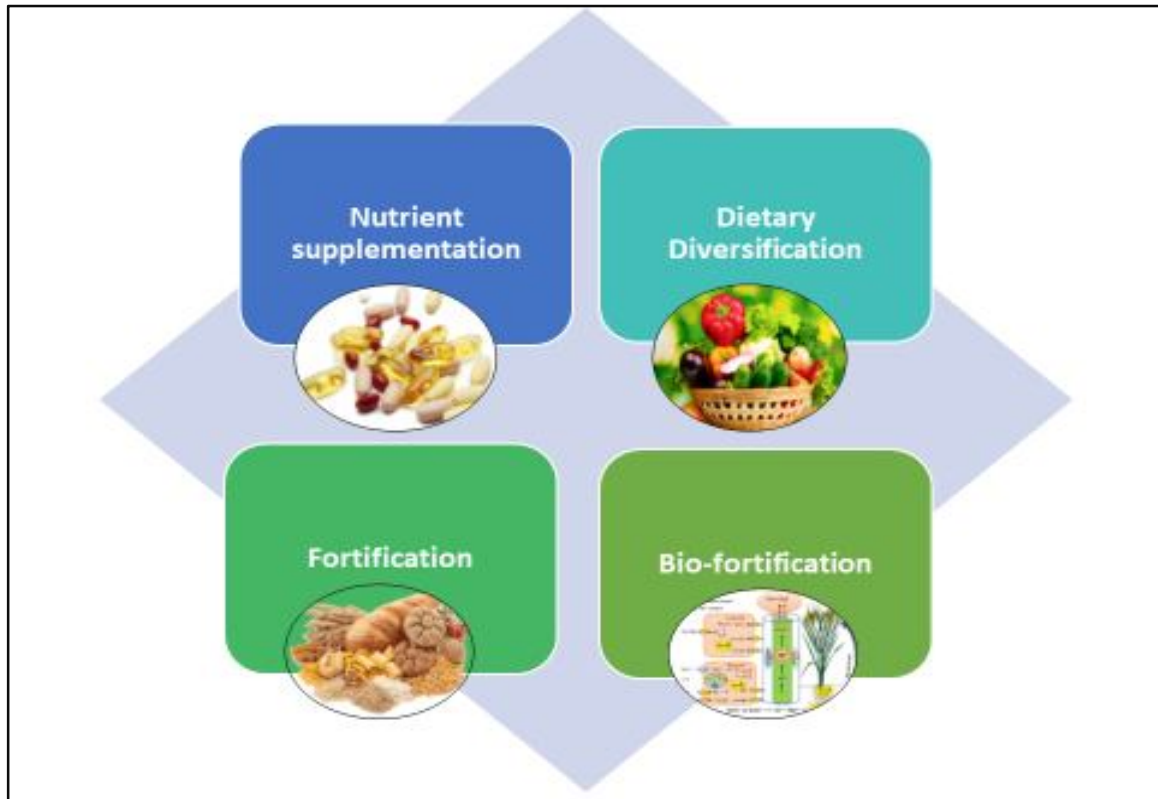 Nutrient
supplementation
Dietary
Diversification
Fortification
Bio-fortification